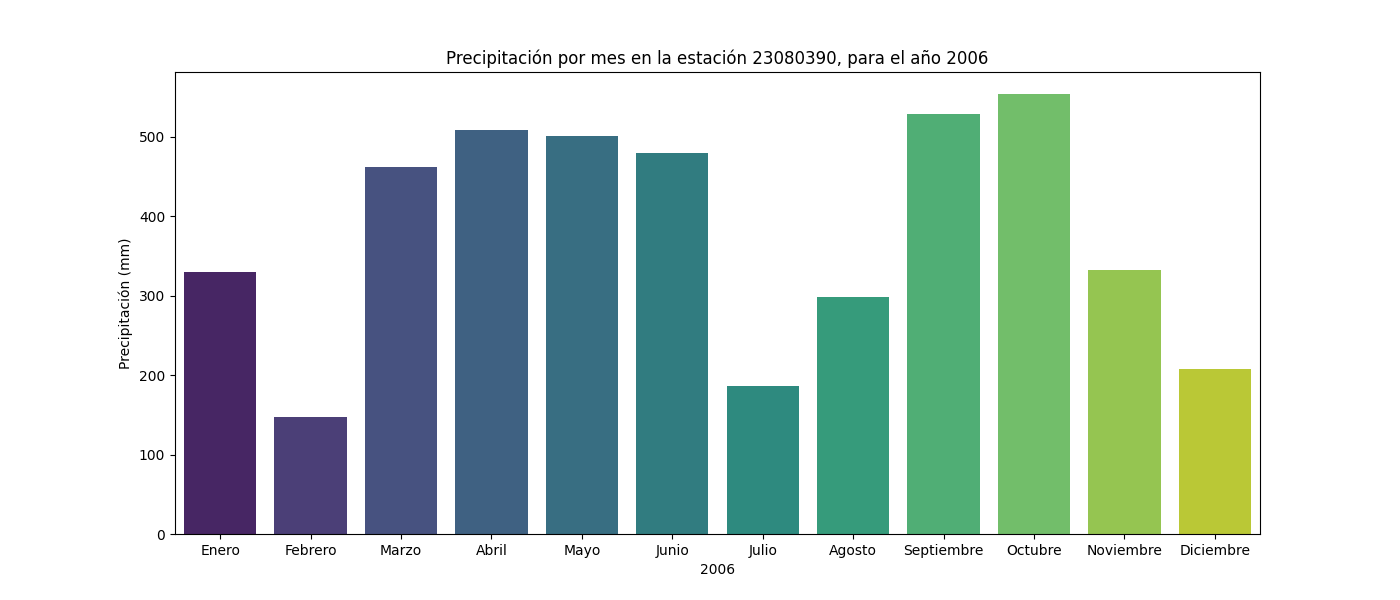 Precipitación por mes en la estación 23080390, para el año 2006
Precipitación (mm)
500
400
300
200
100
0
Enero Febrero Marzo Abril Mayo Junio Julio Agosto Septiembre Octubre Noviembre Diciembre
2006